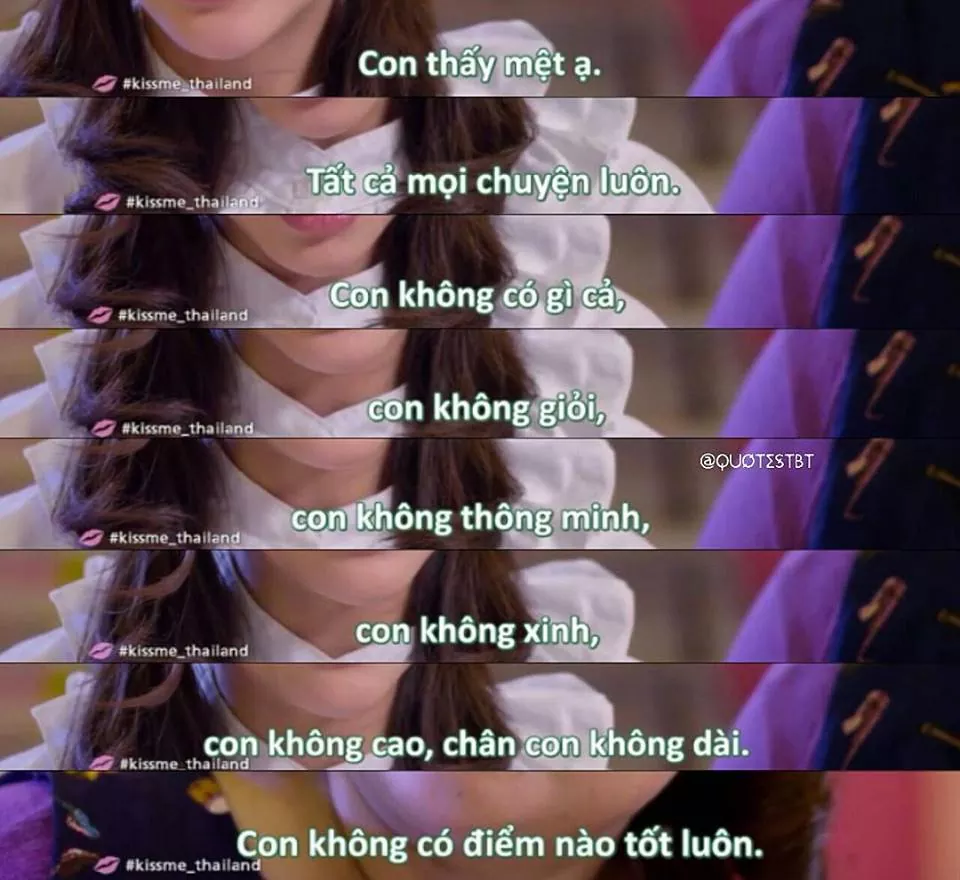 Con thấy mệt ạ.
#kissme_thailand
Tất cả mọi chuyện luôn.
#kissme_thailand
Con không có gì cả,
#kissme_thailand
con không giỏi,
#kissme_thailand
@QUOTΣSTBT
con không thông minh,
#kissme_thailand
con không xinh,
#kissme_thailand
con không cao, chân con không dài.
#kissme_thailand
Con không có điểm nào tốt luôn.
#kissme_thailand